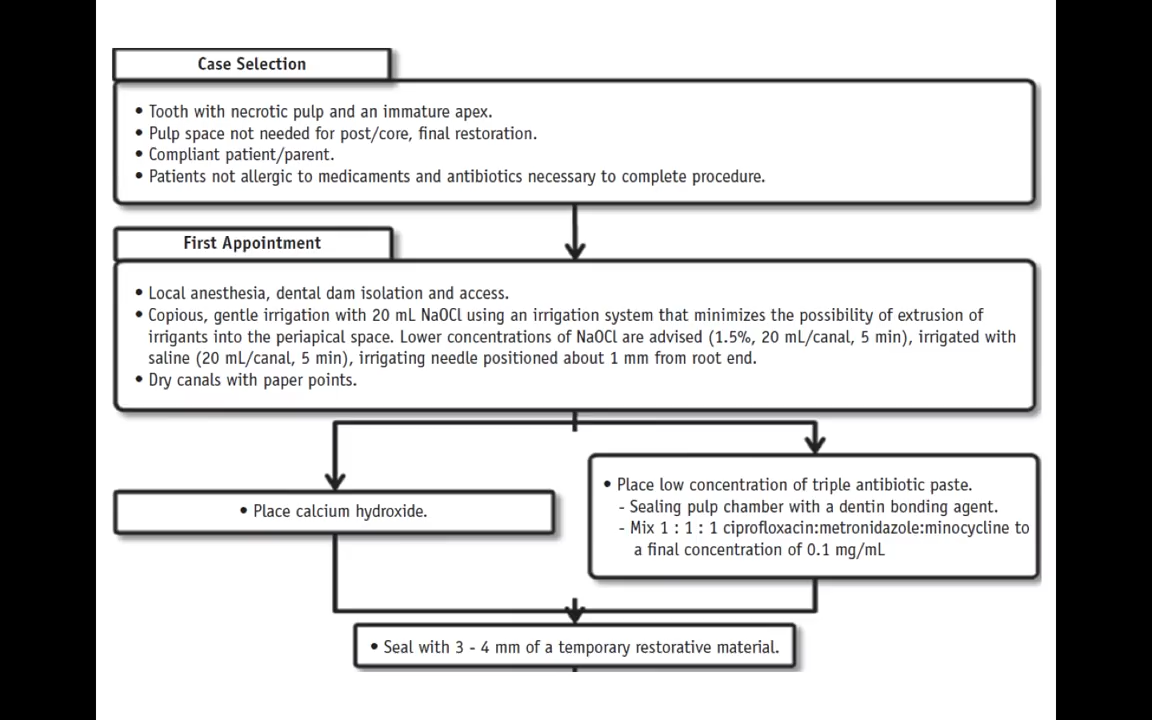 Case Selection
• Tooth with necrotic pulp and an immature apex.
• Pulp space not needed for post/core, final restoration.
• Compliant patient/parent.
• Patients not allergic to medicaments and antibiotics necessary to complete procedure.
First Appointment
• Local anesthesia, dental dam isolation and access.
• Copious, gentle irrigation with 20 mL NaOCl using an irrigation system that minimizes the possibility of extrusion of
irrigants into the periapical space. Lower concentrations of NaOCl are advised (1.5%, 20 mL/canal, 5 min), irrigated with
saline (20 mL/canal, 5 min), irrigating needle positioned about 1 mm from root end.
• Dry canals with paper points.
• Place calcium hydroxide.
• Place low concentration of triple antibiotic paste.
- Sealing pulp chamber with a dentin bonding agent.
- Mix 1 : 1 : 1 ciprofloxacin:metronidazole:minocycline to
a final concentration of 0.1 mg/mL
• Seal with 3 - 4 mm of a temporary restorative material.